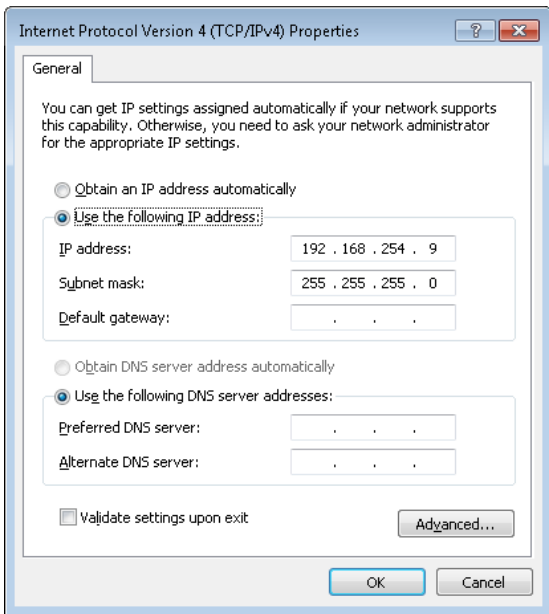 Internet Protocol Version 4 (TCP/IPv4) Properties
General
You can get IP settings assigned automatically if your network supports
this capability. Otherwise, you need to ask your network administrator
for the appropriate IP settings.
Obtain an IP address automatically
Use the following IP address:
IP address: 192 . 168 . 254 . 9
Subnet mask: 255 . 255 . 255 . 0
Default gateway: . . .
Obtain DNS server address automatically
Use the following DNS server addresses:
Preferred DNS server: . . .
Alternate DNS server: . . .
Validate settings upon exit
Advanced...
OK Cancel